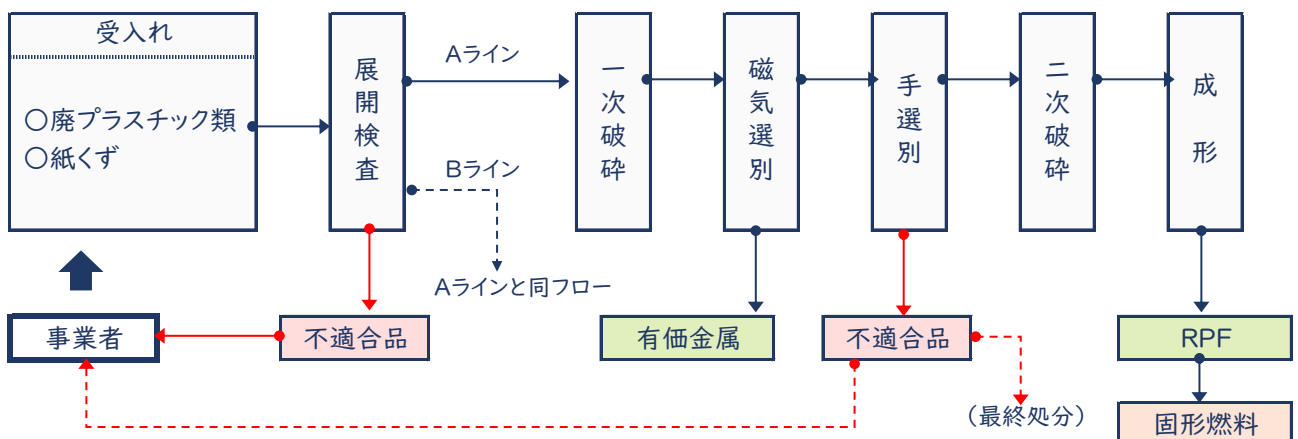 受入れ
○廃プラスチック類
○紙くず
展開検査
Aライン
Bライン
Aラインと同フロー
一次破砕
磁気選別
手選別
二次破砕
成形
事業者
不適合品
有価金属
不適合品
RPF
(最終処分)
固形燃料